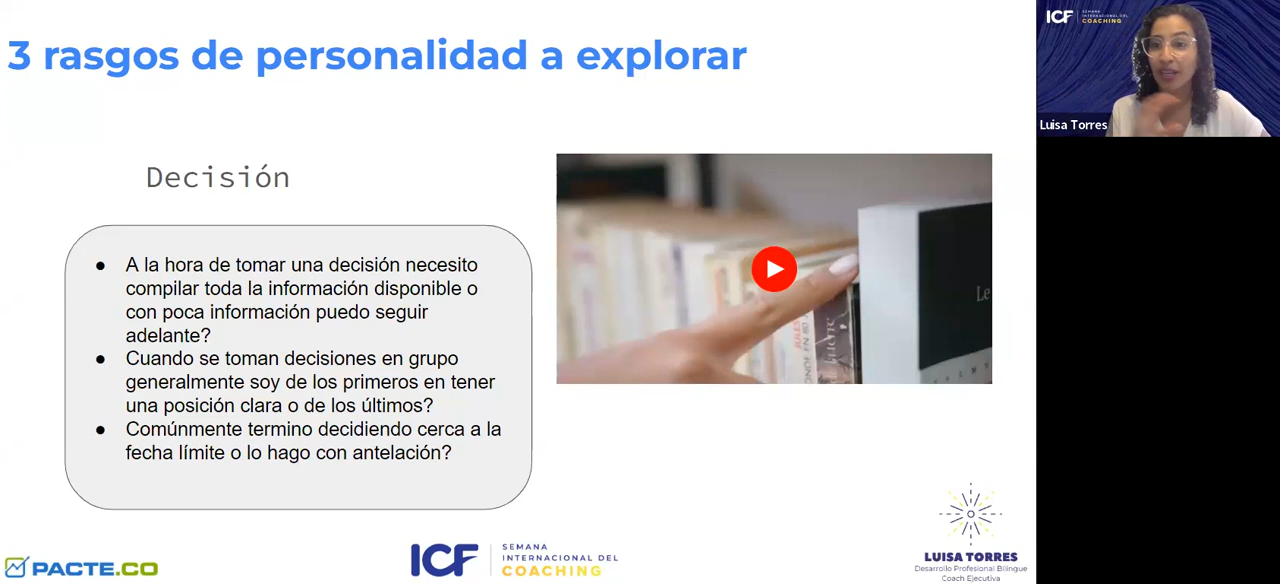 3 rasgos de personalidad a explorar
Decisión
● A la hora de tomar una decisión necesito
compilar toda la información disponible o
con poca información puedo seguir
adelante?
● Cuando se toman decisiones en grupo
generalmente soy de los primeros en tener
una posición clara o de los últimos?
● Comúnmente termino decidiendo cerca a la
fecha límite o lo hago con antelación?
Le
PACTE.CO
ICF
SEMANA
INTERNACIONAL DEL
COACHING
LUISA TORRES
Desarrollo Profesional Bilingüe
Coach Ejecutiva
ICF
SEMANA
INTERNACIONAL DEL
COACHING
Luisa Torres